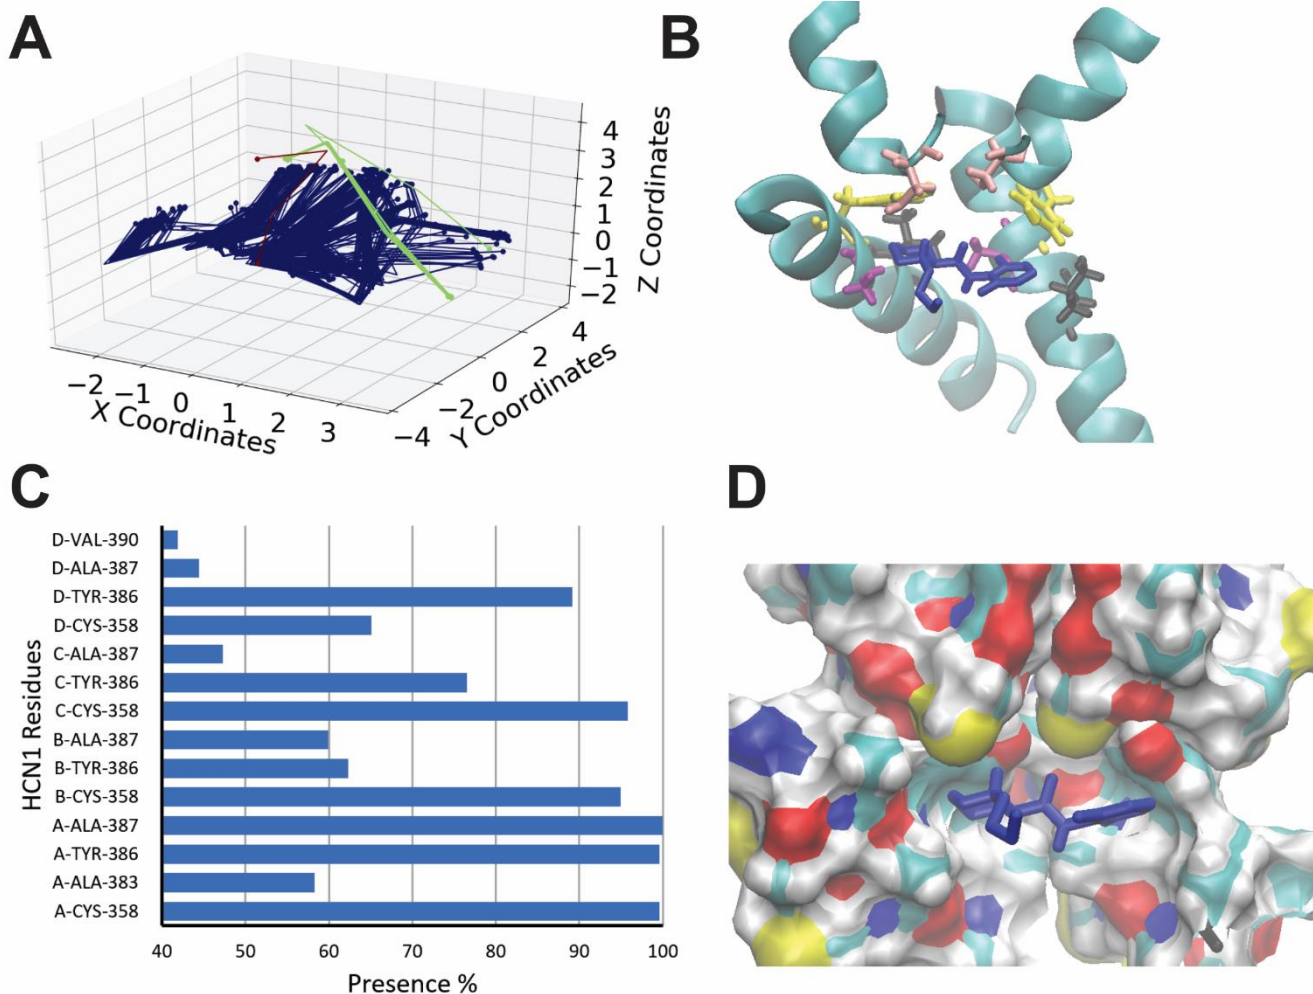 A
B
4
3
2
1
0
−1
−2
Z Coordinates
−2 −1 0 1 2 3
X Coordinates
−4 −2 0 2 4
Y Coordinates
C
D
HCN1 Residues
D-VAL-390
D-ALA-387
D-TYR-386
D-CYS-358
C-ALA-387
C-TYR-386
C-CYS-358
B-ALA-387
B-TYR-386
B-CYS-358
A-ALA-387
A-TYR-386
A-ALA-383
A-CYS-358
40 50 60 70 80 90 100
Presence %